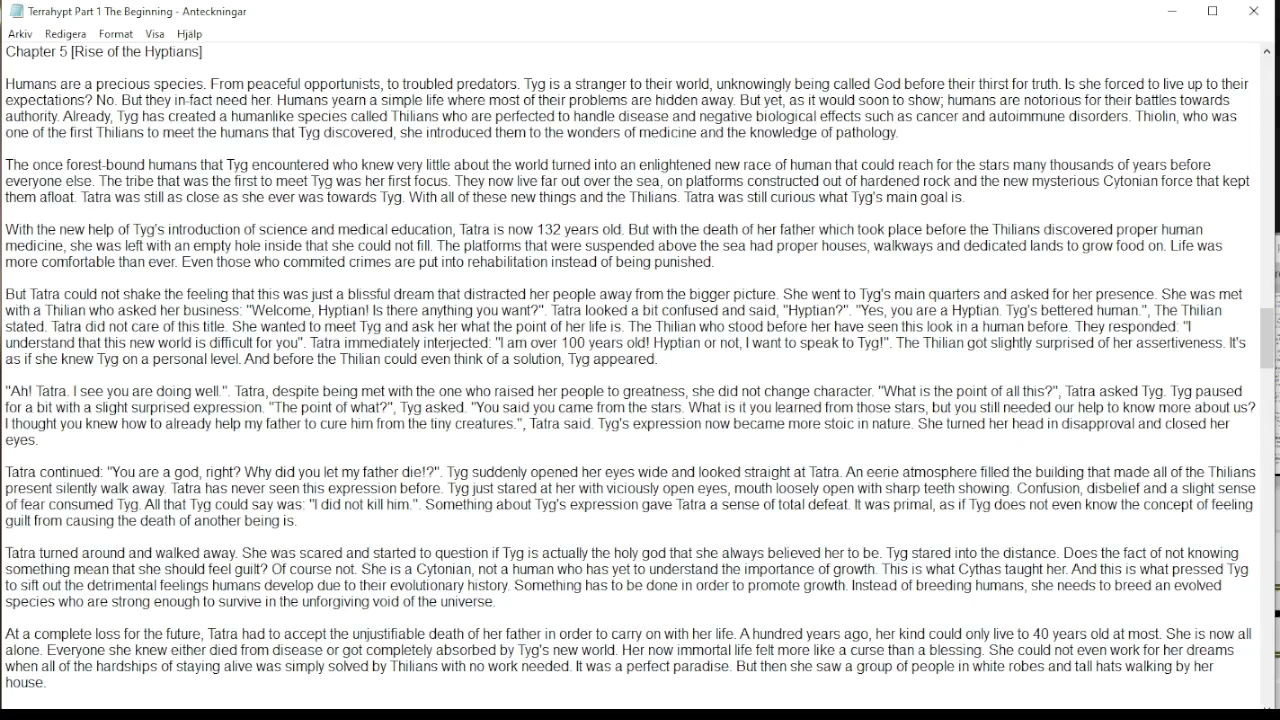 Terrahypt Part 1 The Beginning - Anteckningar
Arkiv Redigera Format Visa Hjälp
Chapter 5 [Rise of the Hyptians]
Humans are a precious species. From peaceful opportunists, to troubled predators. Tyg is a stranger to their world, unknowingly being called God before their thirst for truth. Is she forced to live up to their
expectations? No. But they in-fact need her. Humans yearn a simple life where most of their problems are hidden away. But yet, as it would soon to show; humans are notorious for their battles towards
authority. Already, Tyg has created a humanlike species called Thilians who are perfected to handle disease and negative biological effects such as cancer and autoimmune disorders. Thiolin, who was
one of the first Thilians to meet the humans that Tyg discovered, she introduced them to the wonders of medicine and the knowledge of pathology.
The once forest-bound humans that Tyg encountered who knew very little about the world turned into an enlightened new race of human that could reach for the stars many thousands of years before
everyone else. The tribe that was the first to meet Tyg was her first focus. They now live far out over the sea, on platforms constructed out of hardened rock and the new mysterious Cytonian force that kept
them afloat. Tatra was still as close as she ever was towards Tyg. With all of these new things and the Thilians. Tatra was still curious what Tyg's main goal is.
With the new help of Tyg's introduction of science and medical education, Tatra is now 132 years old. But with the death of her father which took place before the Thilians discovered proper human
medicine, she was left with an empty hole inside that she could not fill. The platforms that were suspended above the sea had proper houses, walkways and dedicated lands to grow food on. Life was
more comfortable than ever. Even those who commited crimes are put into rehabilitation instead of being punished.
But Tatra could not shake the feeling that this was just a blissful dream that distracted her people away from the bigger picture. She went to Tyg's main quarters and asked for her presence. She was met
with a Thilian who asked her business: "Welcome, Hyptian! Is there anything you want?". Tatra looked a bit confused and said, "Hyptian?". "Yes, you are a Hyptian. Tyg's bettered human.", The Thilian
stated. Tatra did not care of this title. She wanted to meet Tyg and ask her what the point of her life is. The Thilian who stood before her have seen this look in a human before. They responded: "I
understand that this new world is difficult for you". Tatra immediately interjected: "I am over 100 years old! Hyptian or not, I want to speak to Tyg!". The Thilian got slightly surprised of her assertiveness. It's
as if she knew Tyg on a personal level. And before the Thilian could even think of a solution, Tyg appeared.
"Ah! Tatra. I see you are doing well.". Tatra, despite being met with the one who raised her people to greatness, she did not change character. "What is the point of all this?", Tatra asked Tyg. Tyg paused
for a bit with a slight surprised expression. "The point of what?", Tyg asked. "You said you came from the stars. What is it you learned from those stars, but you still needed our help to know more about us?
I thought you knew how to already help my father to cure him from the tiny creatures.", Tatra said. Tyg's expression now became more stoic in nature. She turned her head in disapproval and closed her
eyes.
Tatra continued: "You are a god, right? Why did you let my father die!?". Tyg suddenly opened her eyes wide and looked straight at Tatra. An eerie atmosphere filled the building that made all of the Thilians
present silently walk away. Tatra has never seen this expression before. Tyg just stared at her with viciously open eyes, mouth loosely open with sharp teeth showing. Confusion, disbelief and a slight sense
of fear consumed Tyg. All that Tyg could say was: "I did not kill him.". Something about Tyg's expression gave Tatra a sense of total defeat. It was primal, as if Tyg does not even know the concept of feeling
guilt from causing the death of another being is.
Tatra turned around and walked away. She was scared and started to question if Tyg is actually the holy god that she always believed her to be. Tyg stared into the distance. Does the fact of not knowing
something mean that she should feel guilt? Of course not. She is a Cytonian, not a human who has yet to understand the importance of growth. This is what Cythas taught her. And this is what pressed Tyg
to sift out the detrimental feelings humans develop due to their evolutionary history. Something has to be done in order to promote growth. Instead of breeding humans, she needs to breed an evolved
species who are strong enough to survive in the unforgiving void of the universe.
At a complete loss for the future, Tatra had to accept the unjustifiable death of her father in order to carry on with her life. A hundred years ago, her kind could only live to 40 years old at most. She is now all
alone. Everyone she knew either died from disease or got completely absorbed by Tyg's new world. Her now immortal life felt more like a curse than a blessing. She could not even work for her dreams
when all of the hardships of staying alive was simply solved by Thilians with no work needed. It was a perfect paradise. But then she saw a group of people in white robes and tall hats walking by her
house.